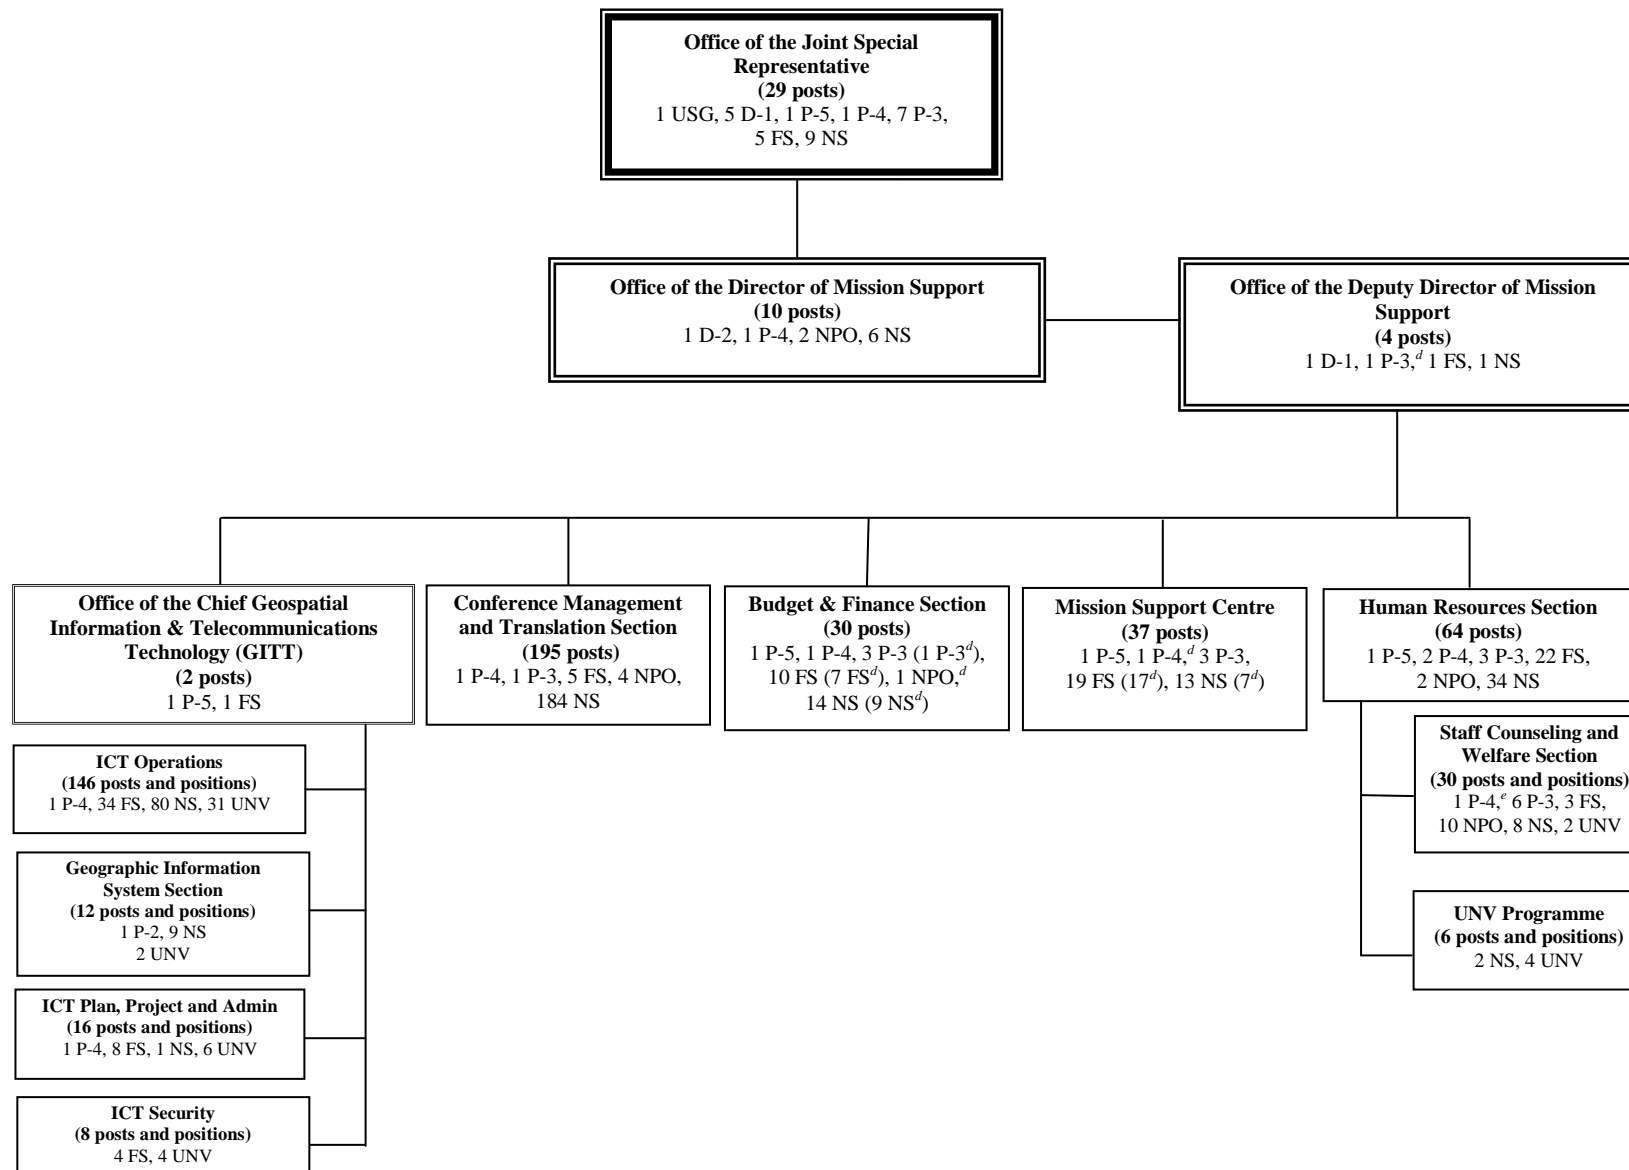 Office of the Joint Special
Representative
(29 posts)
1 USG, 5 D-1, 1 P-5, 1 P-4, 7 P-3,
5 FS, 9 NS
Office of the Director of Mission Support
(10 posts)
1 D-2, 1 P-4, 2 NPO, 6 NS
Office of the Deputy Director of Mission
Support
(4 posts)
1 D-1, 1 P-3,d 1 FS, 1 NS
Office of the Chief Geospatial
Information & Telecommunications
Technology (GITT)
(2 posts)
1 P-5, 1 FS
Conference Management
and Translation Section
(195 posts)
1 P-4, 1 P-3, 5 FS, 4 NPO,
184 NS
Budget & Finance Section
(30 posts)
1 P-5, 1 P-4, 3 P-3 (1 P-3d),
10 FS (7 FSd), 1 NPO,d
14 NS (9 NSd)
Mission Support Centre
(37 posts)
1 P-5, 1 P-4,d 3 P-3,
19 FS (17d), 13 NS (7d)
Human Resources Section
(64 posts)
1 P-5, 2 P-4, 3 P-3, 22 FS,
2 NPO, 34 NS
ICT Operations
(146 posts and positions)
1 P-4, 34 FS, 80 NS, 31 UNV
Geographic Information
System Section
(12 posts and positions)
1 P-2, 9 NS
2 UNV
ICT Plan, Project and Admin
(16 posts and positions)
1 P-4, 8 FS, 1 NS, 6 UNV
ICT Security
(8 posts and positions)
4 FS, 4 UNV
Staff Counseling and
Welfare Section
(30 posts and positions)
1 P-4,e 6 P-3, 3 FS,
10 NPO, 8 NS, 2 UNV
UNV Programme
(6 posts and positions)
2 NS, 4 UNV